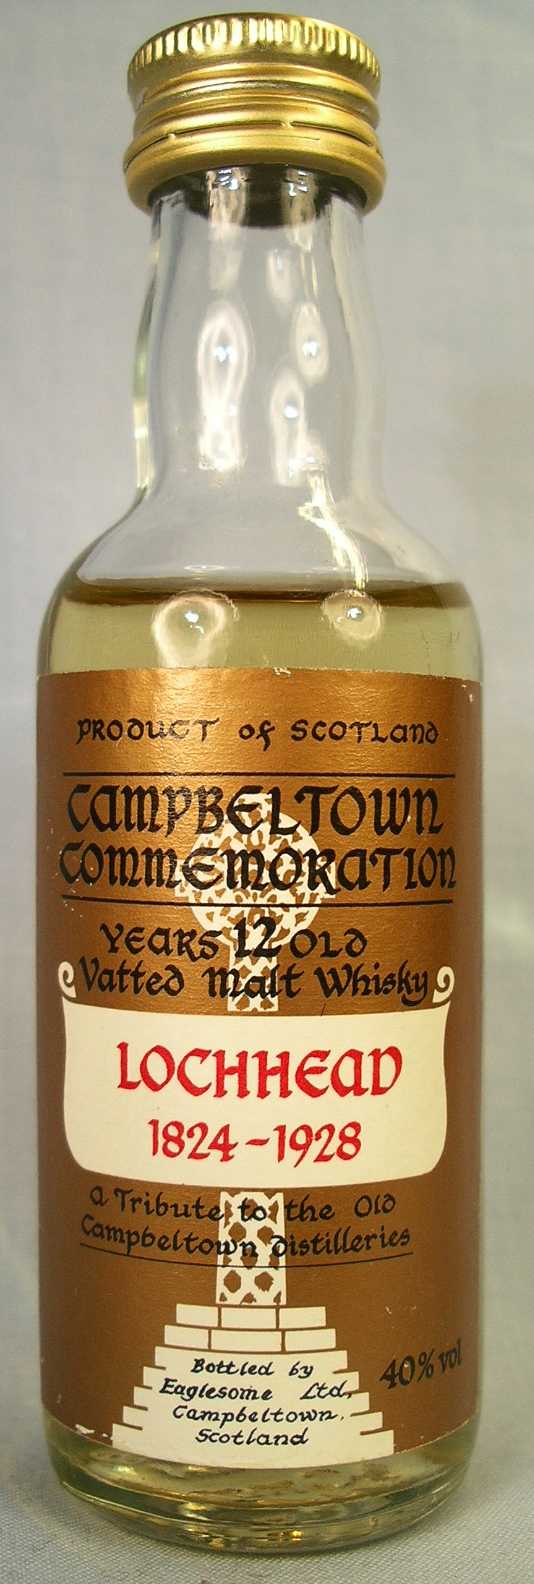 PRODUCT of SCOTLAND
CAMPBELTOWN
COMMEMORATION
YEARS 12 OLD
Vatted Malt Whisky
LOCHHEAD
1824-1928
a Tribute to the Old
Campbeltown distilleries
40% vol
Bottled by
Eaglesome Ltd,
Campbeltown.
Scotland